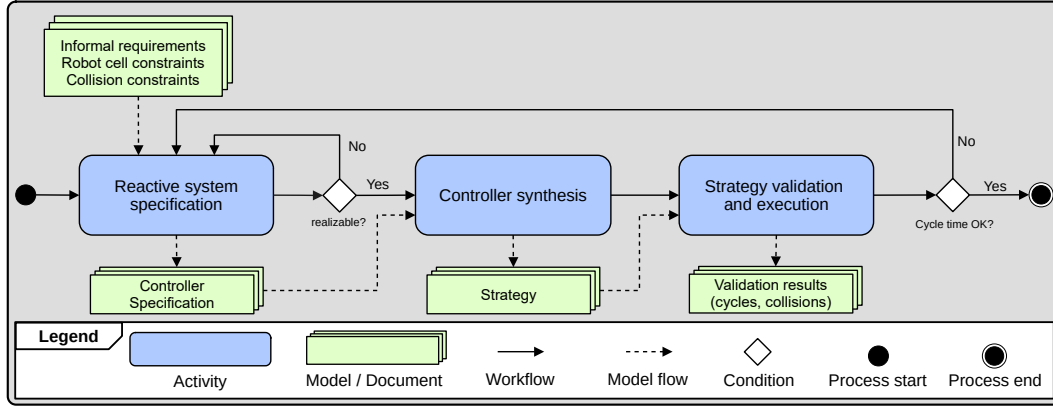 Informal requirements
Robot cell constraints
Collision constraints
No
No
Reactive system
specification
realizable?
Yes
Controller synthesis
Strategy validation
and execution
Cycle time OK?
Yes
Controller
Specification
Strategy
Validation results
(cycles, collisions)
Legend
Activity
Model / Document
Workflow
Model flow
Condition
Process start
Process end